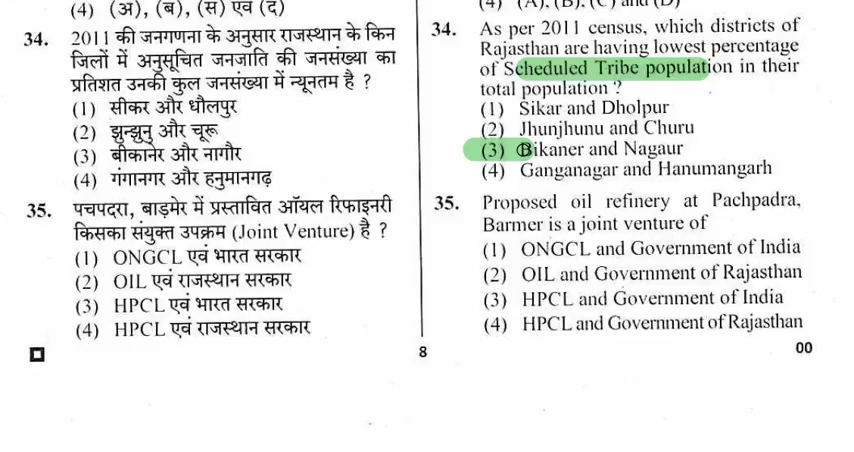 (4) (अ), (ब), (स) एवं (द)
34. 2011 की जनगणना के अनुसार राजस्थान के किन
जिलों में अनुसूचित जनजाति की जनसंख्या का
प्रतिशत उनकी कुल जनसंख्या में न्यूनतम है ?
(1) सीकर और धौलपुर
(2) झुन्झुनु और चूरू
(3) बीकानेर और नागौर
(4) गंगानगर और हनुमानगढ़
35. पचपदरा, बाड़मेर में प्रस्तावित ऑयल रिफाइनरी
किसका संयुक्त उपक्रम (Joint Venture) है ?
(1) ONGCL एवं भारत सरकार
(2) OIL एवं राजस्थान सरकार
(3) HPCL एवं भारत सरकार
(4) HPCL एवं राजस्थान सरकार
(4) (A), (B), (C) and (D)
34. As per 2011 census, which districts of
Rajasthan are having lowest percentage
of Scheduled Tribe population in their
total population ?
(1) Sikar and Dholpur
(2) Jhunjhunu and Churu
(3) Bikaner and Nagaur
(4) Ganganagar and Hanumangarh
35. Proposed oil refinery at Pachpadra,
Barmer is a joint venture of
(1) ONGCL and Government of India
(2) OIL and Government of Rajasthan
(3) HPCL and Government of India
(4) HPCL and Government of Rajasthan
8
00